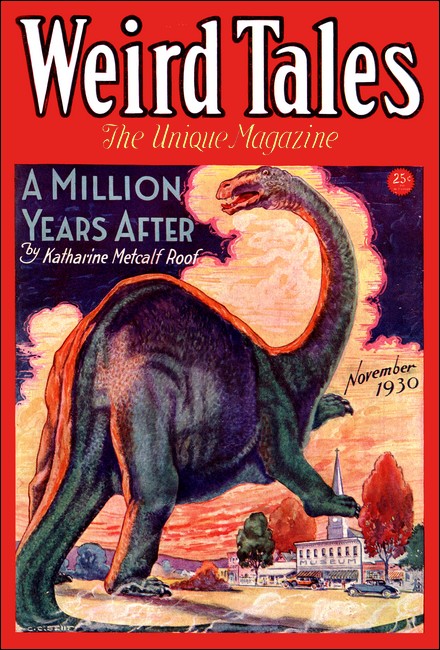 Weird Tales
The Unique Magazine
25¢
A MILLION
YEARS AFTER
by Katharine Metcalf Roof
November
1930
MUSEUM